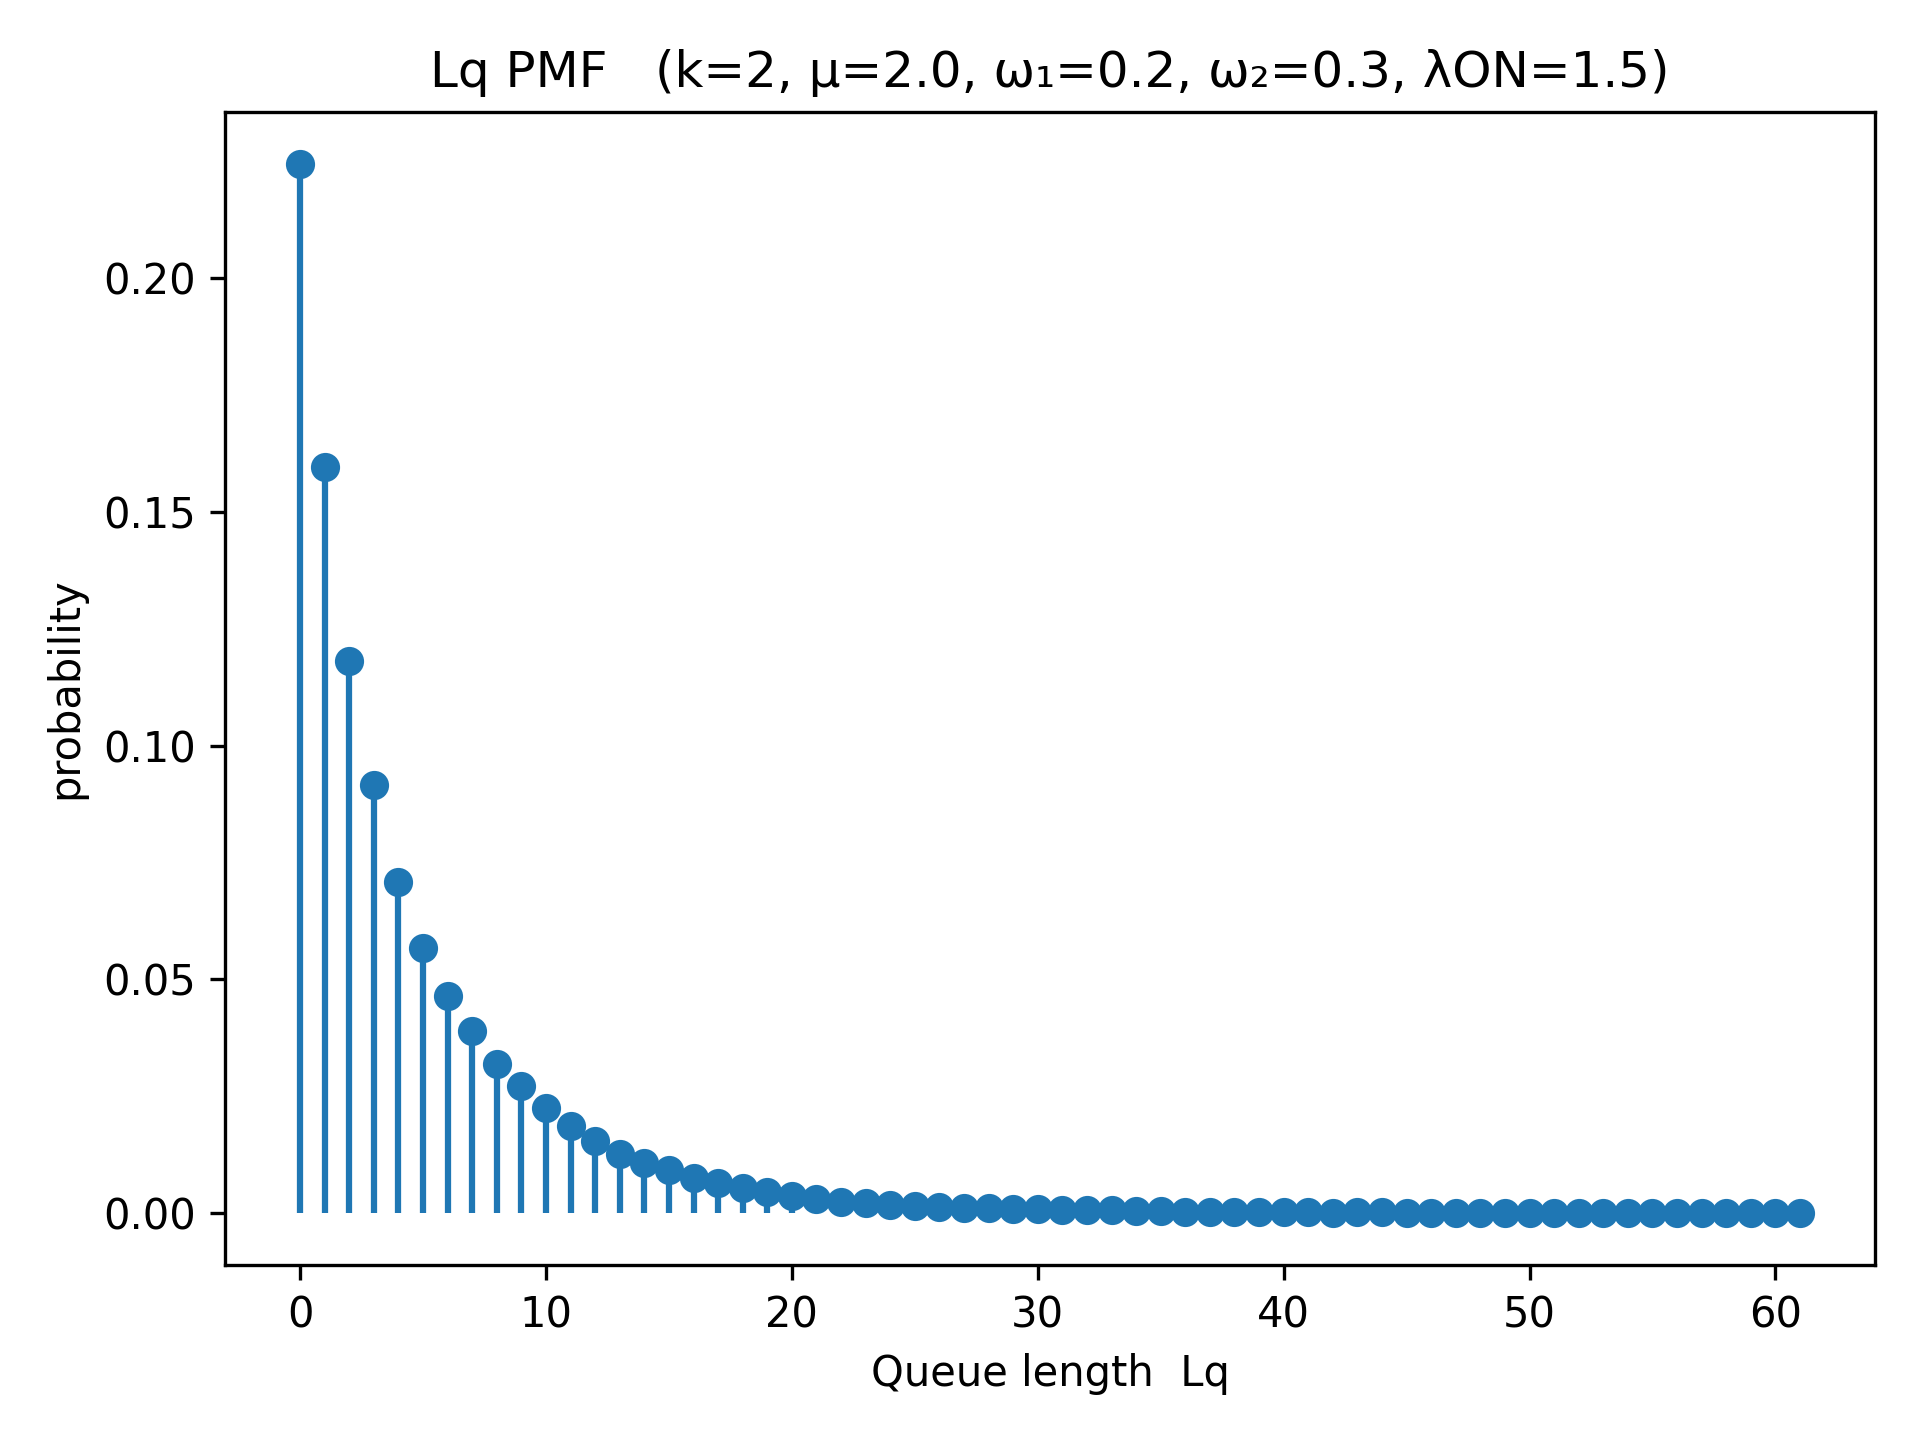 Lq PMF   (k=2, μ=2.0, ω₁=0.2, ω₂=0.3, λON=1.5)
probability
0.20
0.15
0.10
0.05
0.00
0 10 20 30 40 50 60
Queue length  Lq